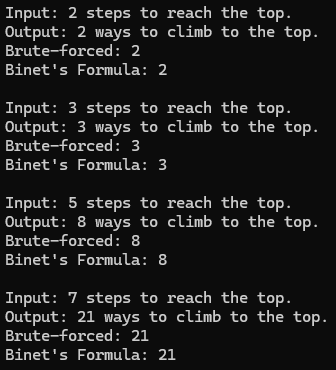 Input: 2 steps to reach the top.
Output: 2 ways to climb to the top.
Brute-forced: 2
Binet's Formula: 2
Input: 3 steps to reach the top.
Output: 3 ways to climb to the top.
Brute-forced: 3
Binet's Formula: 3
Input: 5 steps to reach the top.
Output: 8 ways to climb to the top.
Brute-forced: 8
Binet's Formula: 8
Input: 7 steps to reach the top.
Output: 21 ways to climb to the top.
Brute-forced: 21
Binet's Formula: 21